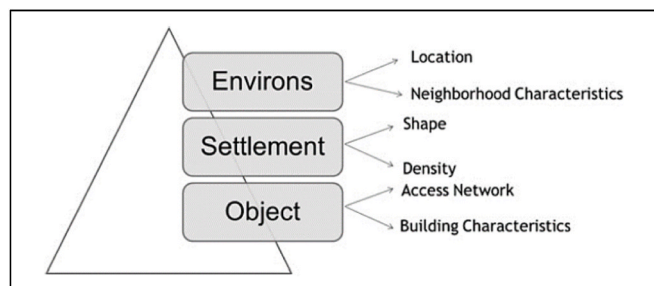 Environs
Location
Neighborhood Characteristics
Settlement
Shape
Density
Object
Access Network
Building Characteristics